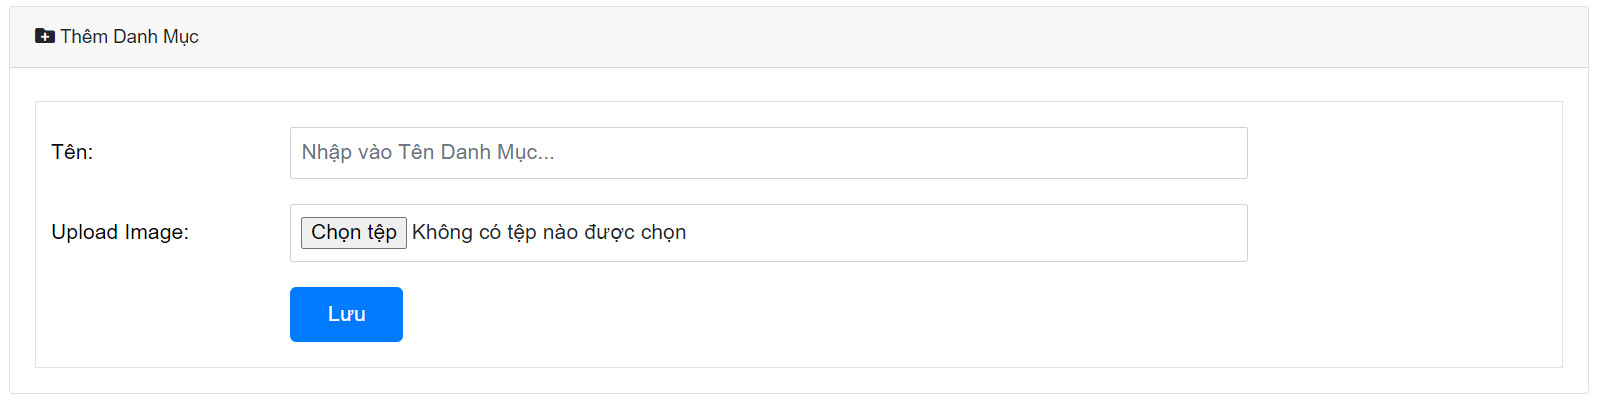 Thêm Danh Mục
Tên:
Nhập vào Tên Danh Mục...
Upload Image:
Chọn tệp Không có tệp nào được chọn
Lưu